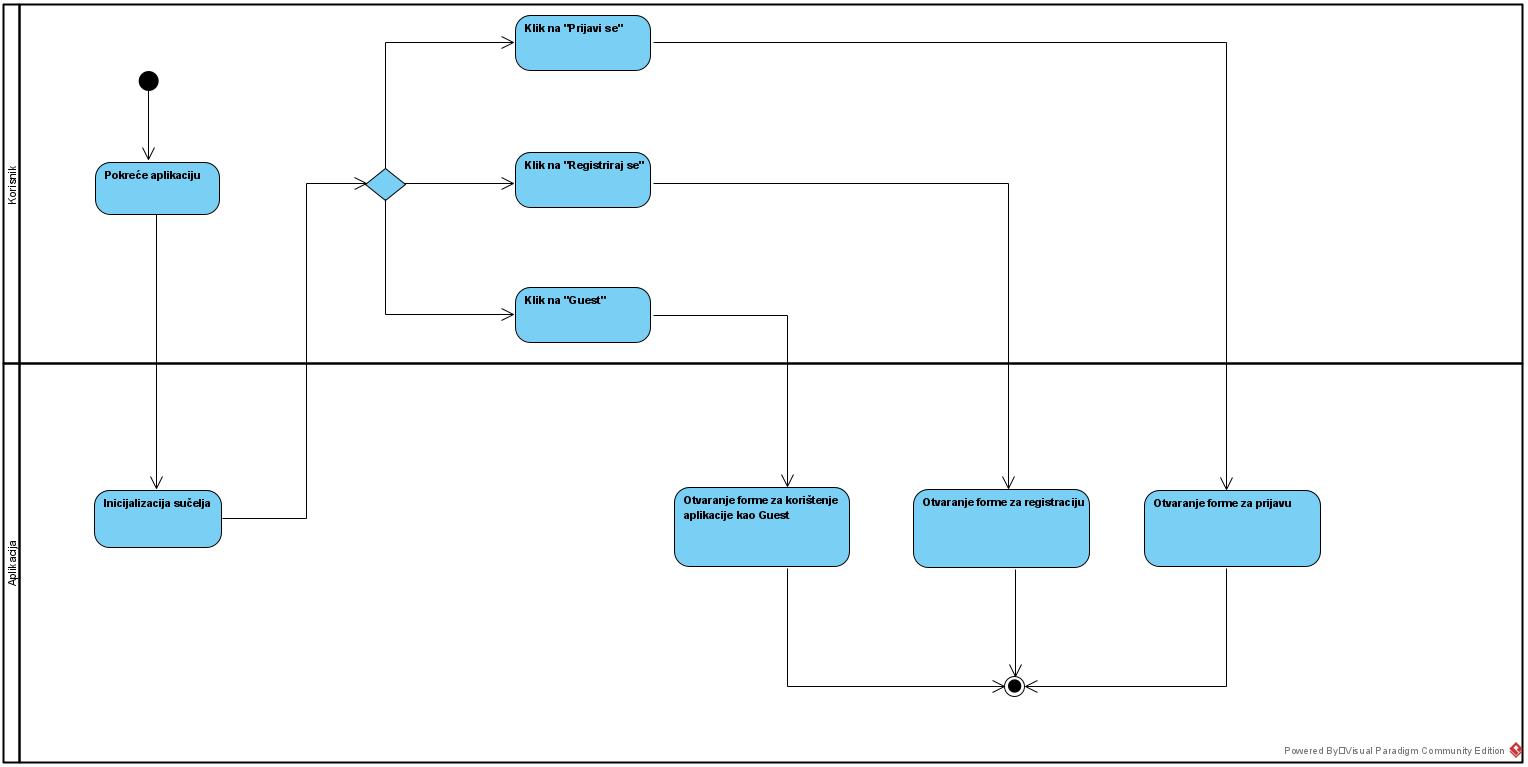 Korisnik
Klik na "Prijavi se"
Pokreće aplikaciju
Klik na "Registriraj se"
Klik na "Guest"
Aplikacija
Inicijalizacija sučelja
Otvaranje forme za korištenje
aplikacije kao Guest
Otvaranje forme za registraciju
Otvaranje forme za prijavu
Powered By Visual Paradigm Community Edition